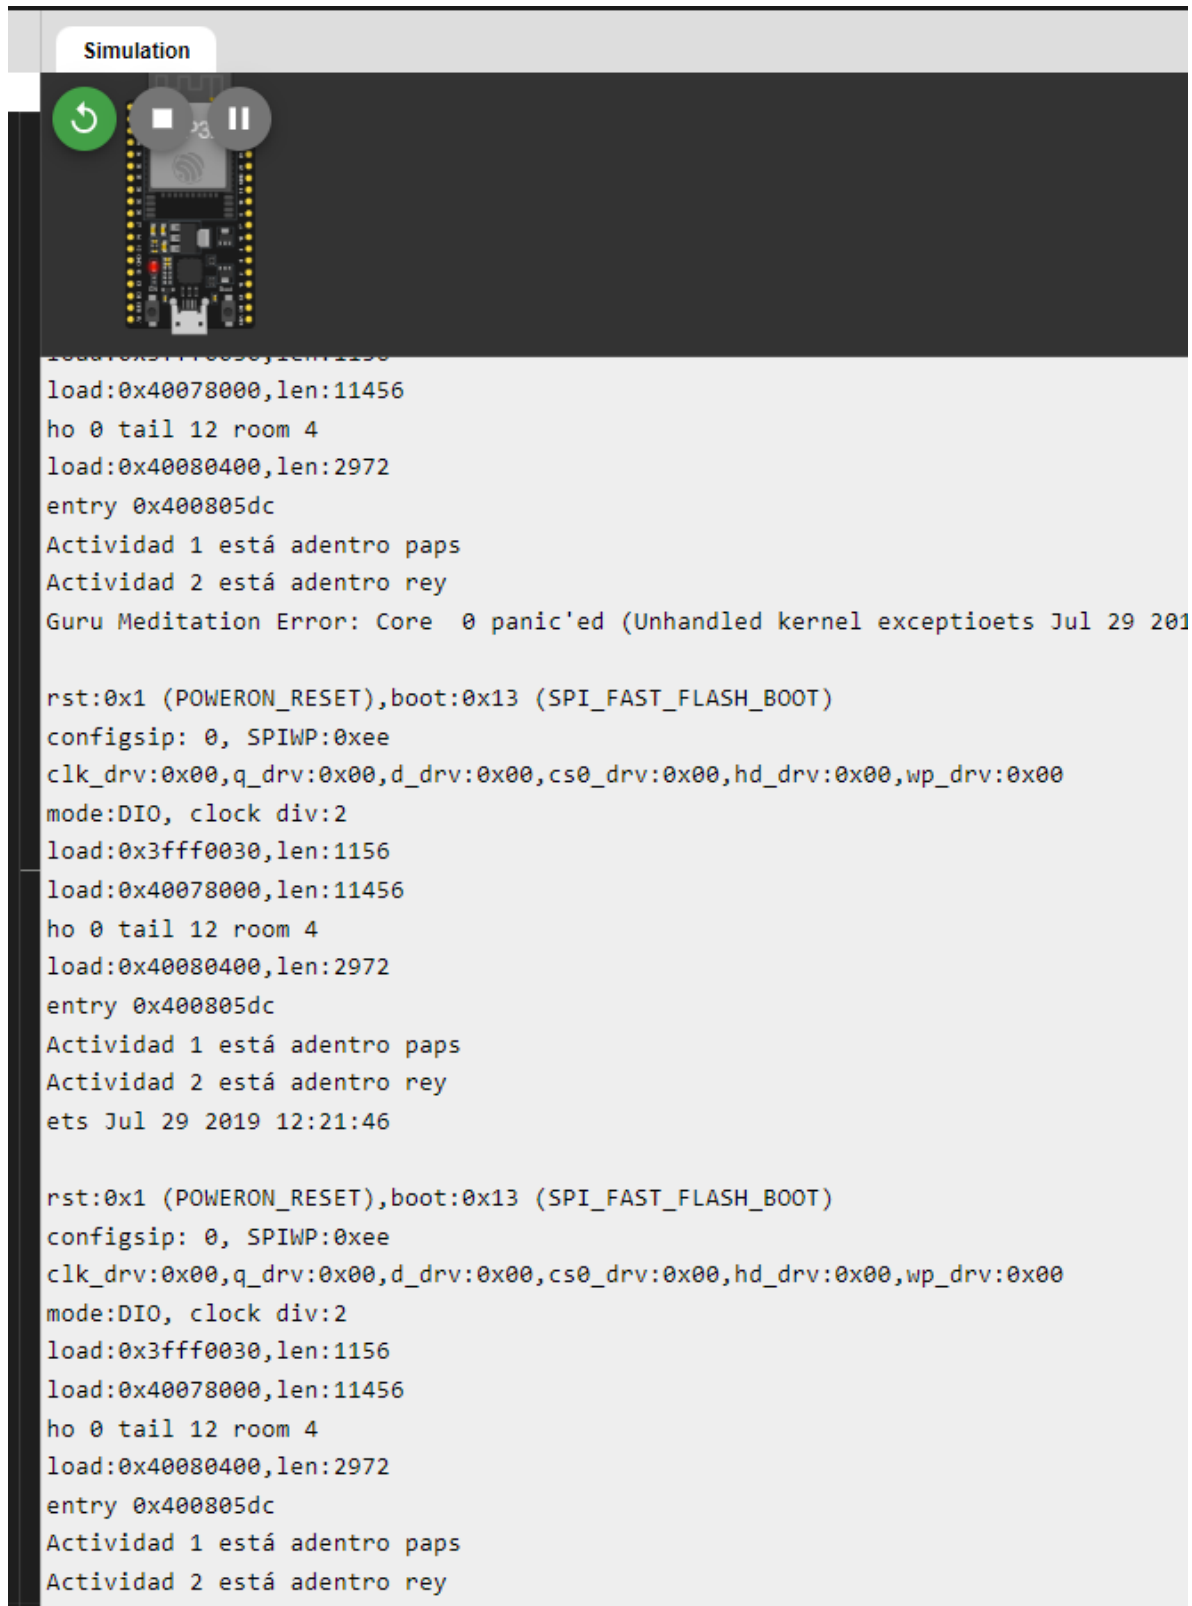 Simulation
load:0x3fff0030,len:1156
load:0x40078000,len:11456
ho 0 tail 12 room 4
load:0x40080400,len:2972
entry 0x400805dc
Actividad 1 está adentro paps
Actividad 2 está adentro rey
Guru Meditation Error: Core  0 panic'ed (Unhandled kernel exceptioets Jul 29 201
rst:0x1 (POWERON_RESET),boot:0x13 (SPI_FAST_FLASH_BOOT)
configsip: 0, SPIWP:0xee
clk_drv:0x00,q_drv:0x00,d_drv:0x00,cs0_drv:0x00,hd_drv:0x00,wp_drv:0x00
mode:DIO, clock div:2
load:0x3fff0030,len:1156
load:0x40078000,len:11456
ho 0 tail 12 room 4
load:0x40080400,len:2972
entry 0x400805dc
Actividad 1 está adentro paps
Actividad 2 está adentro rey
ets Jul 29 2019 12:21:46
rst:0x1 (POWERON_RESET),boot:0x13 (SPI_FAST_FLASH_BOOT)
configsip: 0, SPIWP:0xee
clk_drv:0x00,q_drv:0x00,d_drv:0x00,cs0_drv:0x00,hd_drv:0x00,wp_drv:0x00
mode:DIO, clock div:2
load:0x3fff0030,len:1156
load:0x40078000,len:11456
ho 0 tail 12 room 4
load:0x40080400,len:2972
entry 0x400805dc
Actividad 1 está adentro paps
Actividad 2 está adentro rey